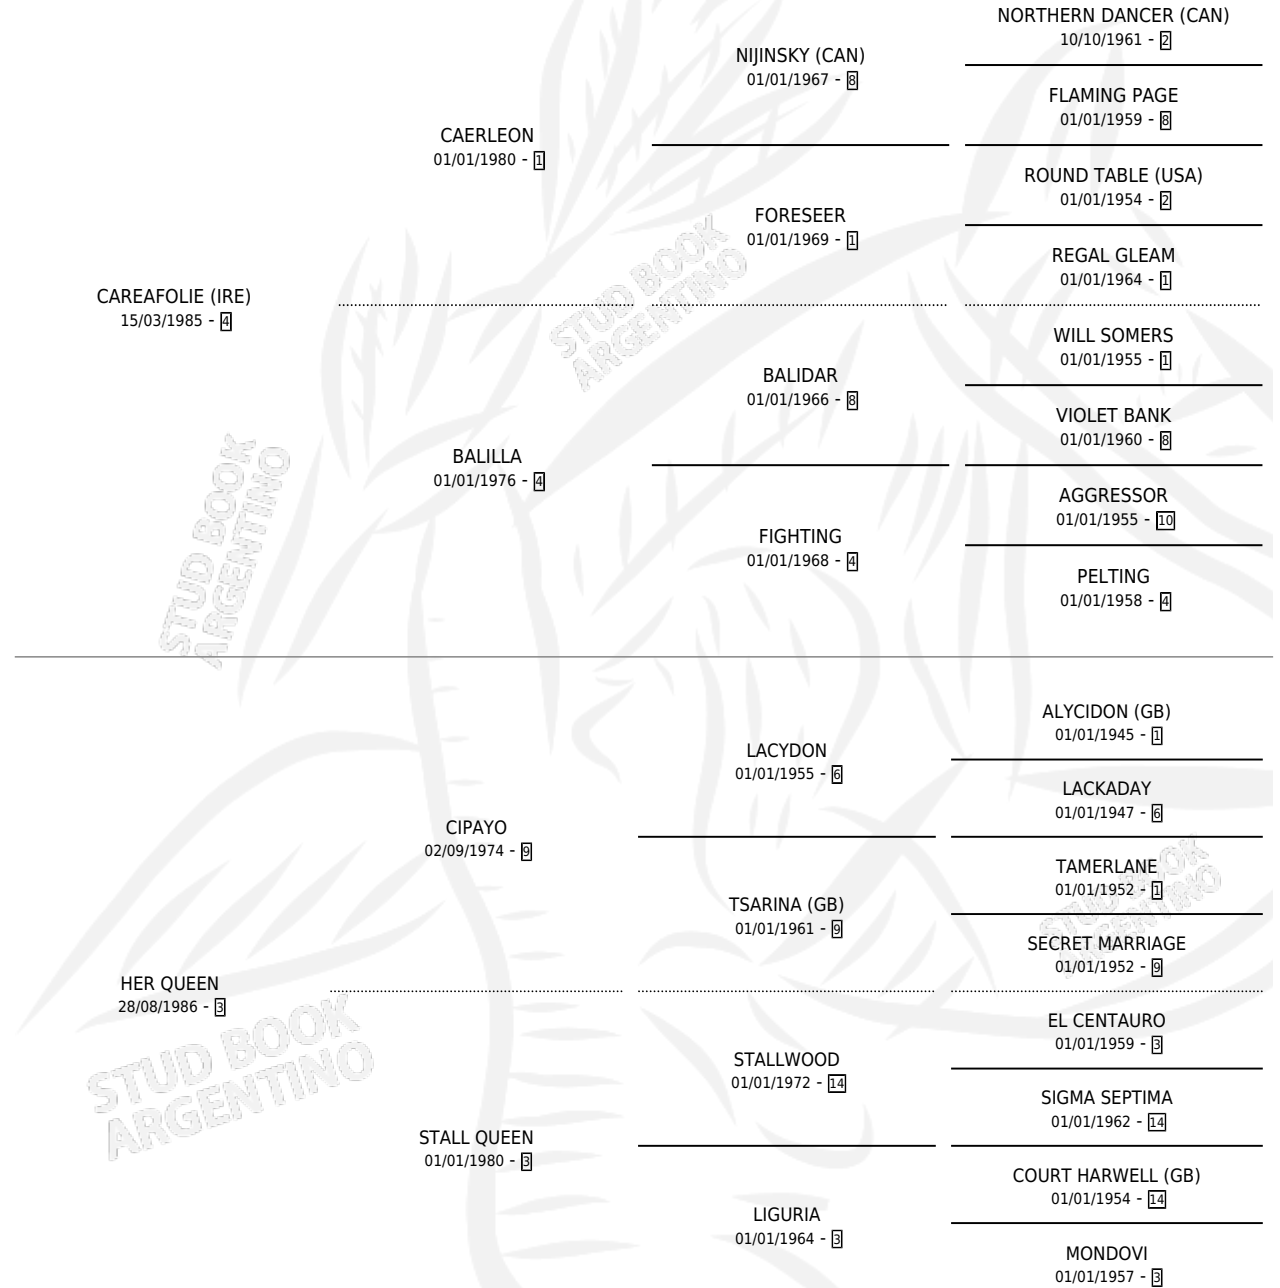 NORTHERN DANCER (CAN)
10/10/1961 - 2
NIJINSKY (CAN)
01/01/1967 - 8
FLAMING PAGE
01/01/1959 - 8
CAERLEON
01/01/1980 - 1
ROUND TABLE (USA)
01/01/1954 - 2
FORESEER
01/01/1969 - 1
REGAL GLEAM
01/01/1964 - 1
CAREAFOLIE (IRE)
15/03/1985 - 4
WILL SOMERS
01/01/1955 - 1
BALIDAR
01/01/1966 - 8
VIOLET BANK
01/01/1960 - 8
BALILLA
01/01/1976 - 4
AGGRESSOR
01/01/1955 - 10
FIGHTING
01/01/1968 - 4
PELTING
01/01/1958 - 4
ALYCIDON (GB)
01/01/1945 - 1
LACYDON
01/01/1955 - 6
LACKADAY
01/01/1947 - 6
CIPAYO
02/09/1974 - 9
TAMERLANE
01/01/1952 - 1
TSARINA (GB)
01/01/1961 - 9
SECRET MARRIAGE
01/01/1952 - 9
HER QUEEN
28/08/1986 - 3
EL CENTAURO
01/01/1959 - 3
STALLWOOD
01/01/1972 - 14
SIGMA SEPTIMA
01/01/1962 - 14
STALL QUEEN
01/01/1980 - 3
COURT HARWELL (GB)
01/01/1954 - 14
LIGURIA
01/01/1964 - 3
MONDOVI
01/01/1957 - 3
STUD BOOK
ARGENTINO
STUD BOOK
ARGENTINO
STUD BOOK
ARGENTINO
STUD BOOK
ARGENTINO